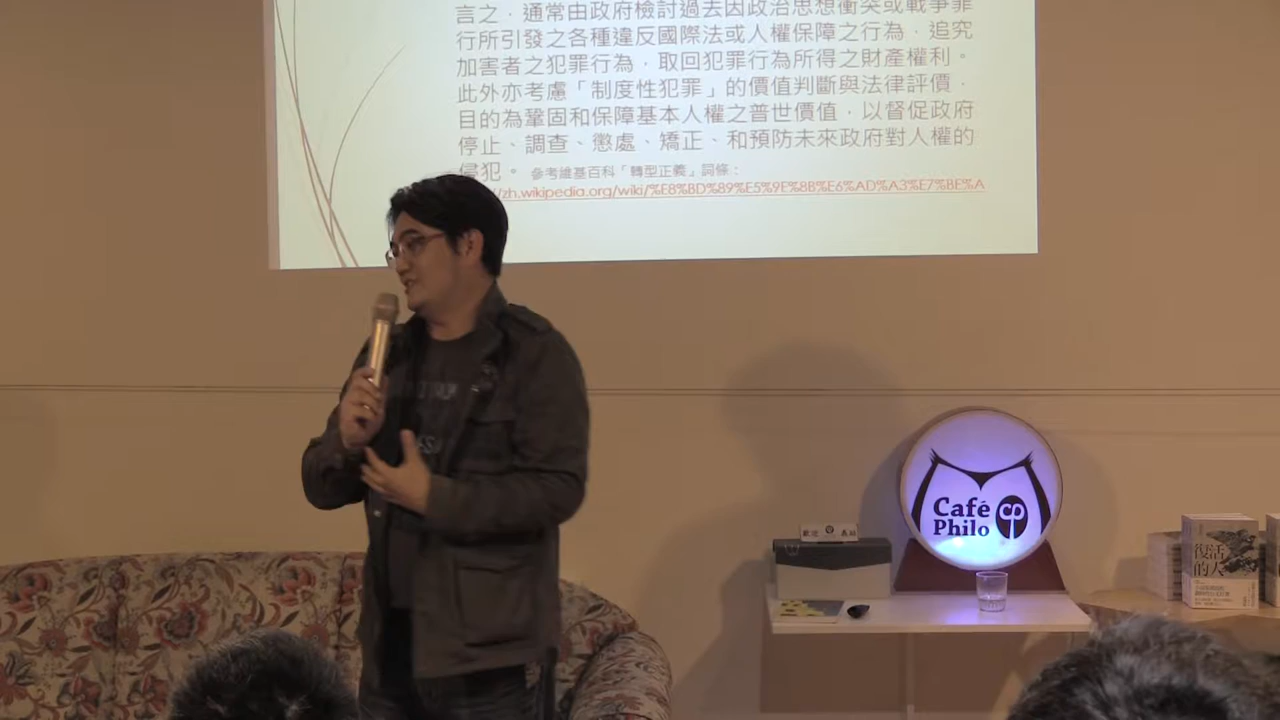 言之，通常由政府檢討過去因政治思想衝突或戰爭罪
行所引發之各種違反國際法或人權保障之行為，追究
加害者之犯罪行為，取回犯罪行為所得之財產權利。
此外亦考慮「制度性犯罪」的價值判斷與法律評價，
目的為鞏固和保障基本人權之普世價值，以督促政府
停止、調查、懲處、矯正、和預防未來政府對人權的
侵犯。參考維基百科「轉型正義」詞條：
zh.wikipedia.org/wiki/%E8%BD%89%E5%9E%8B%E6%AD%A3%E7%BE%A
Café
Philo
復活
的人